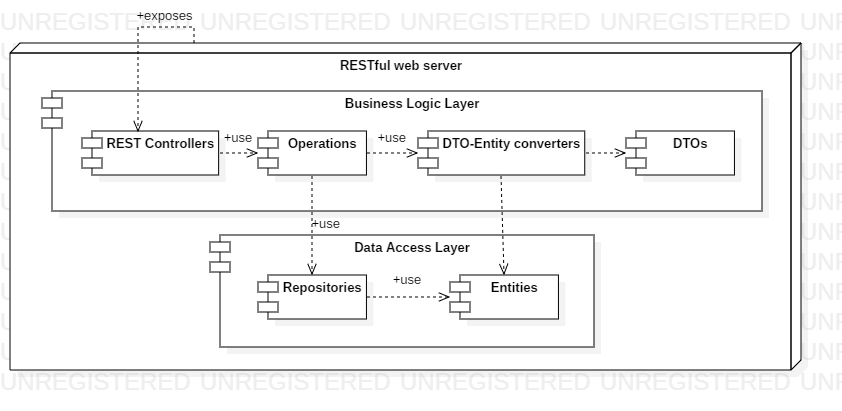 +exposes
UNREGISTERED UNREGISTERED UNREGISTERED UNREGISTERED UNR
RESTful web server
Business Logic Layer
REST Controllers +use Operations +use DTO-Entity converters DTOs
+use
Data Access Layer
Repositories +use Entities
UNREGISTERED UNREGISTERED UNREGISTERED UNREGISTERED UNR